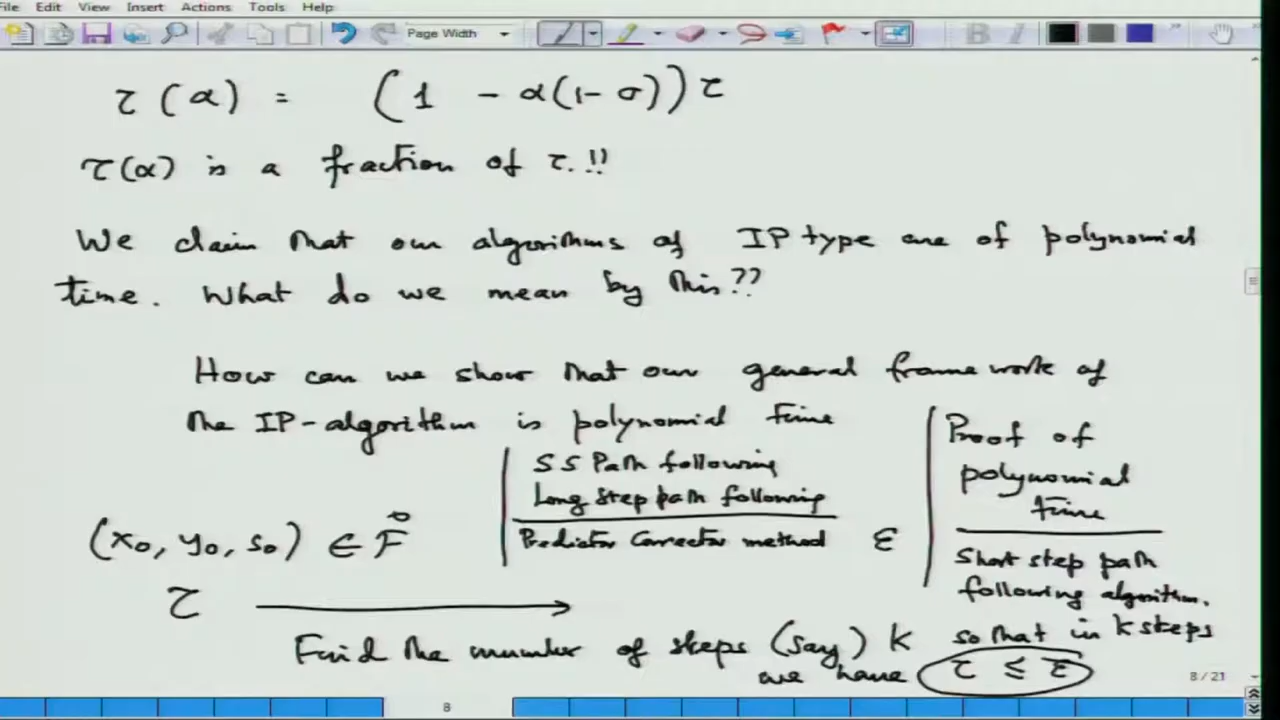 File Edit View Insert Actions Tools Help
Page Width
τ(α) = (1 - α(1-σ))τ
τ(α) is a fraction of τ.!!
We claim that our algorithms of IP type are of polynomial
time. What do we mean by this??
How can we show that our general framework of
the IP-algorithm is polynomial time
SS Path following
Long Step path following
Predictor Corrector method
Proof of
polynomial
time
Short step path
following algorithm.
(x₀, y₀, s₀) ∈ F°
ε
τ ⟶
Find the number of steps (say) k so that in k steps
we have τ ≤ ε
8/21
8